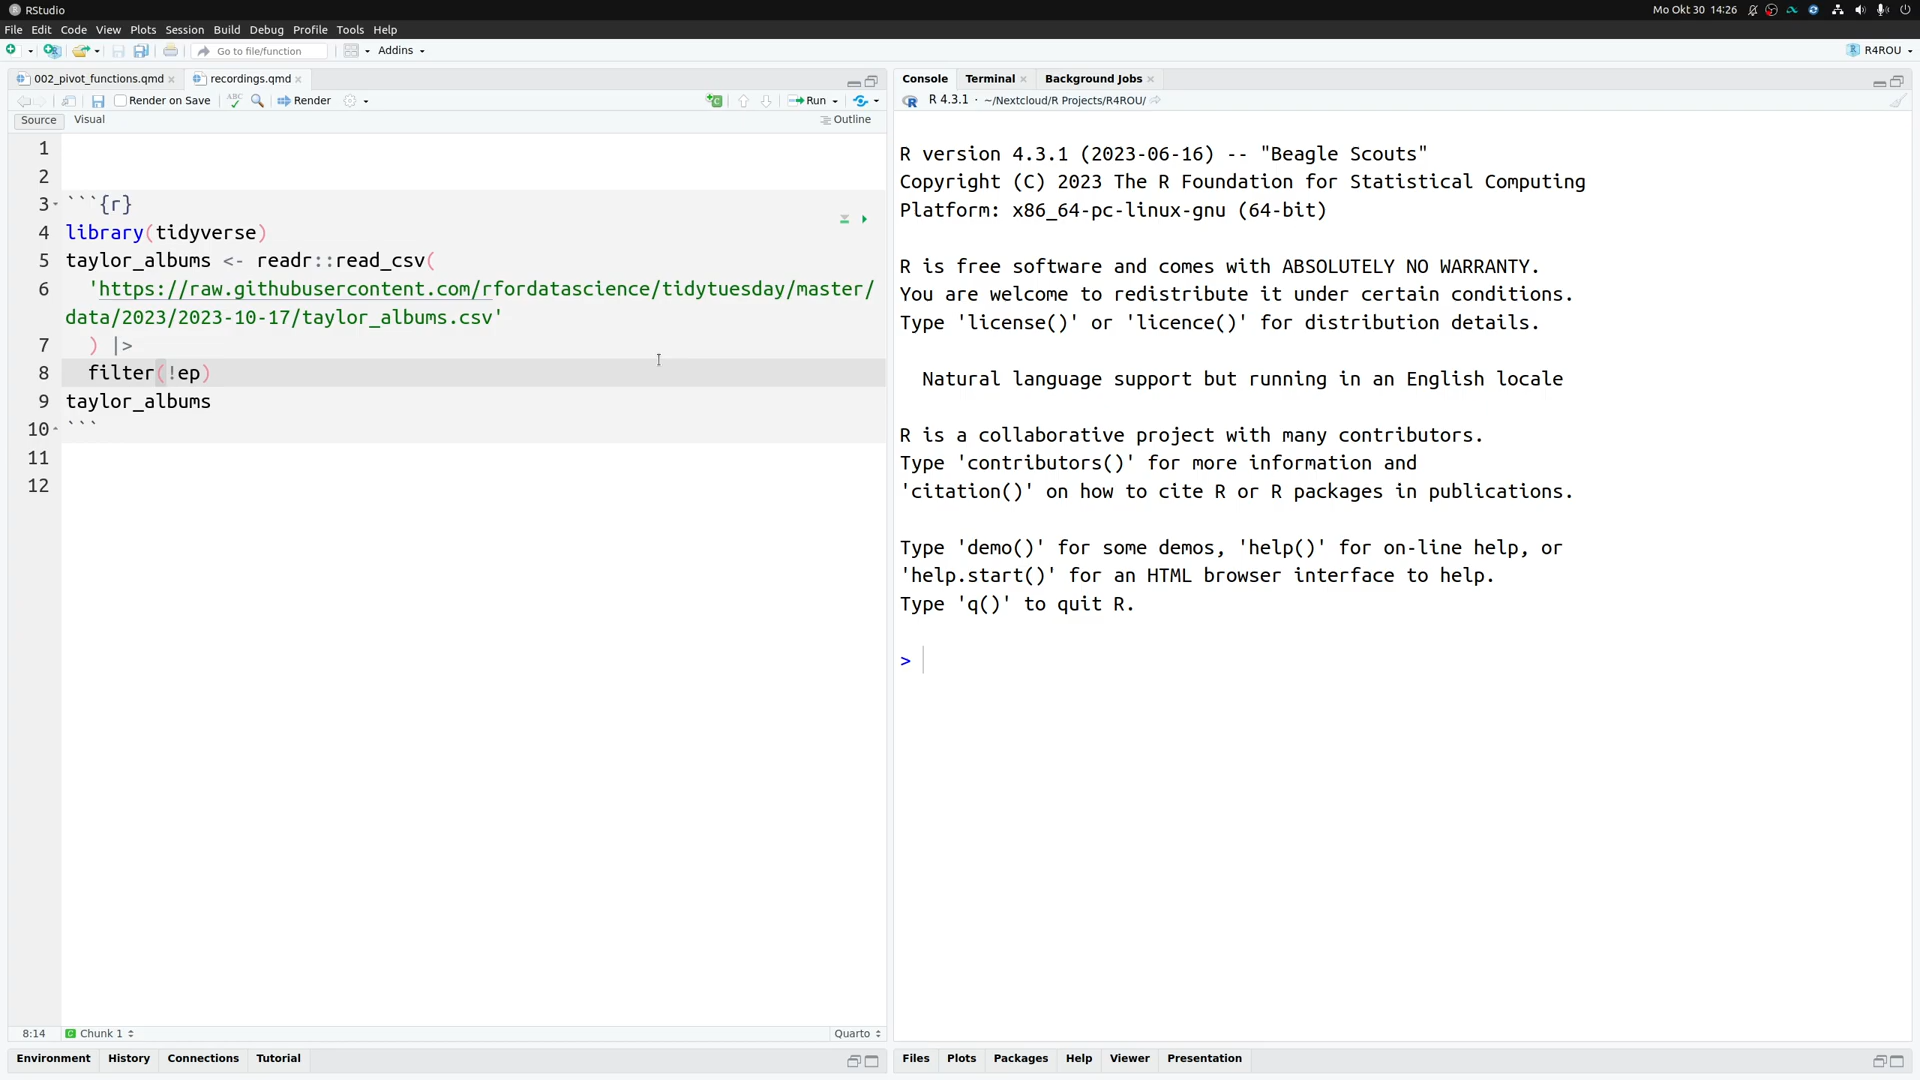 RStudio
Mo Okt 30 14:26
File Edit Code View Plots Session Build Debug Profile Tools Help
Go to file/function
Addins
R4ROU
002_pivot_functions.qmd
recordings.qmd
Render on Save
ABC
Render
Run
Source
Visual
Outline
1
2
3 ```{r}
4 library(tidyverse)
5 taylor_albums <- readr::read_csv(
6 'https://raw.githubusercontent.com/rfordatascience/tidytuesday/master/
data/2023/2023-10-17/taylor_albums.csv'
7 ) |>
8 filter(!ep)
9 taylor_albums
10 ```
11
12
8:14
Chunk 1
Quarto
Environment History Connections Tutorial
Console Terminal Background Jobs
R 4.3.1 · ~/Nextcloud/R Projects/R4ROU/
R version 4.3.1 (2023-06-16) -- "Beagle Scouts"
Copyright (C) 2023 The R Foundation for Statistical Computing
Platform: x86_64-pc-linux-gnu (64-bit)
R is free software and comes with ABSOLUTELY NO WARRANTY.
You are welcome to redistribute it under certain conditions.
Type 'license()' or 'licence()' for distribution details.
Natural language support but running in an English locale
R is a collaborative project with many contributors.
Type 'contributors()' for more information and
'citation()' on how to cite R or R packages in publications.
Type 'demo()' for some demos, 'help()' for on-line help, or
'help.start()' for an HTML browser interface to help.
Type 'q()' to quit R.
>
Files Plots Packages Help Viewer Presentation